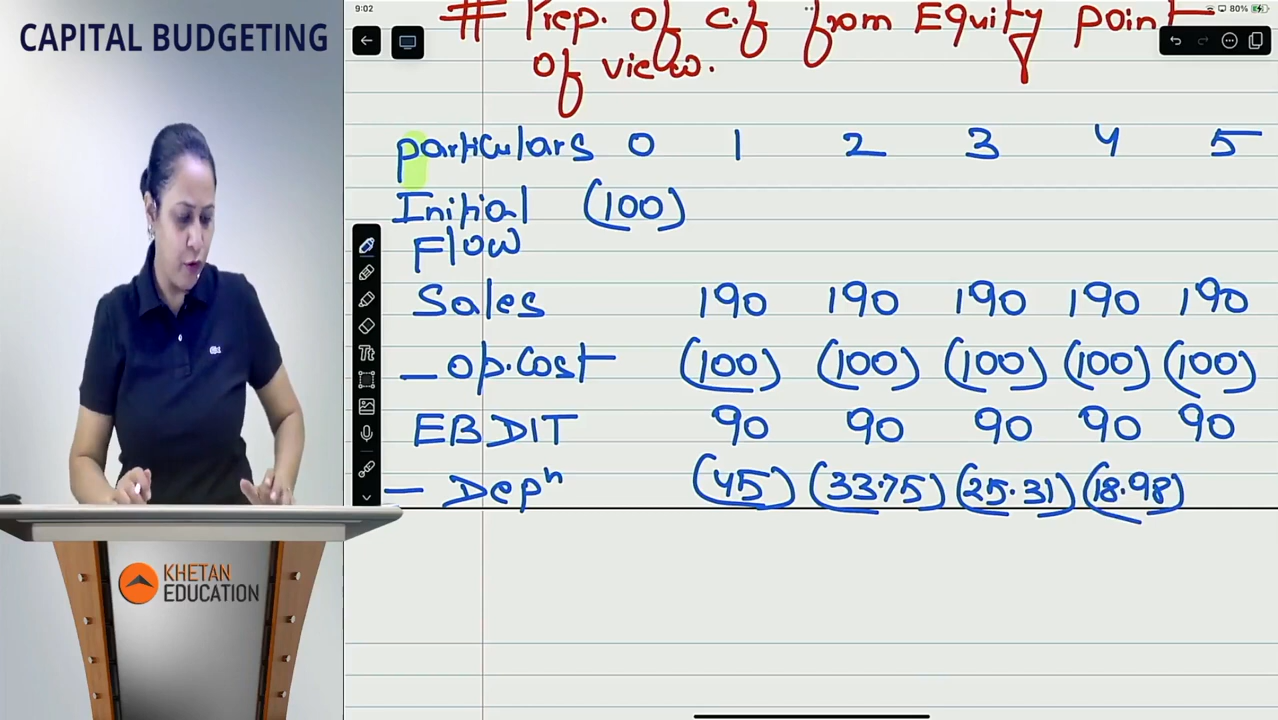 CAPITAL BUDGETING
9:02
80%
# Prep. of c.f from Equity point
of view.
particulars 0 1 2 3 4 5
Initial (100)
Flow
Sales 190 190 190 190 190
- op.cost (100) (100) (100) (100) (100)
EBDIT 90 90 90 90 90
- Depⁿ (45) (33.75) (25.31) (18.98)
Tt
KHETAN
EDUCATION